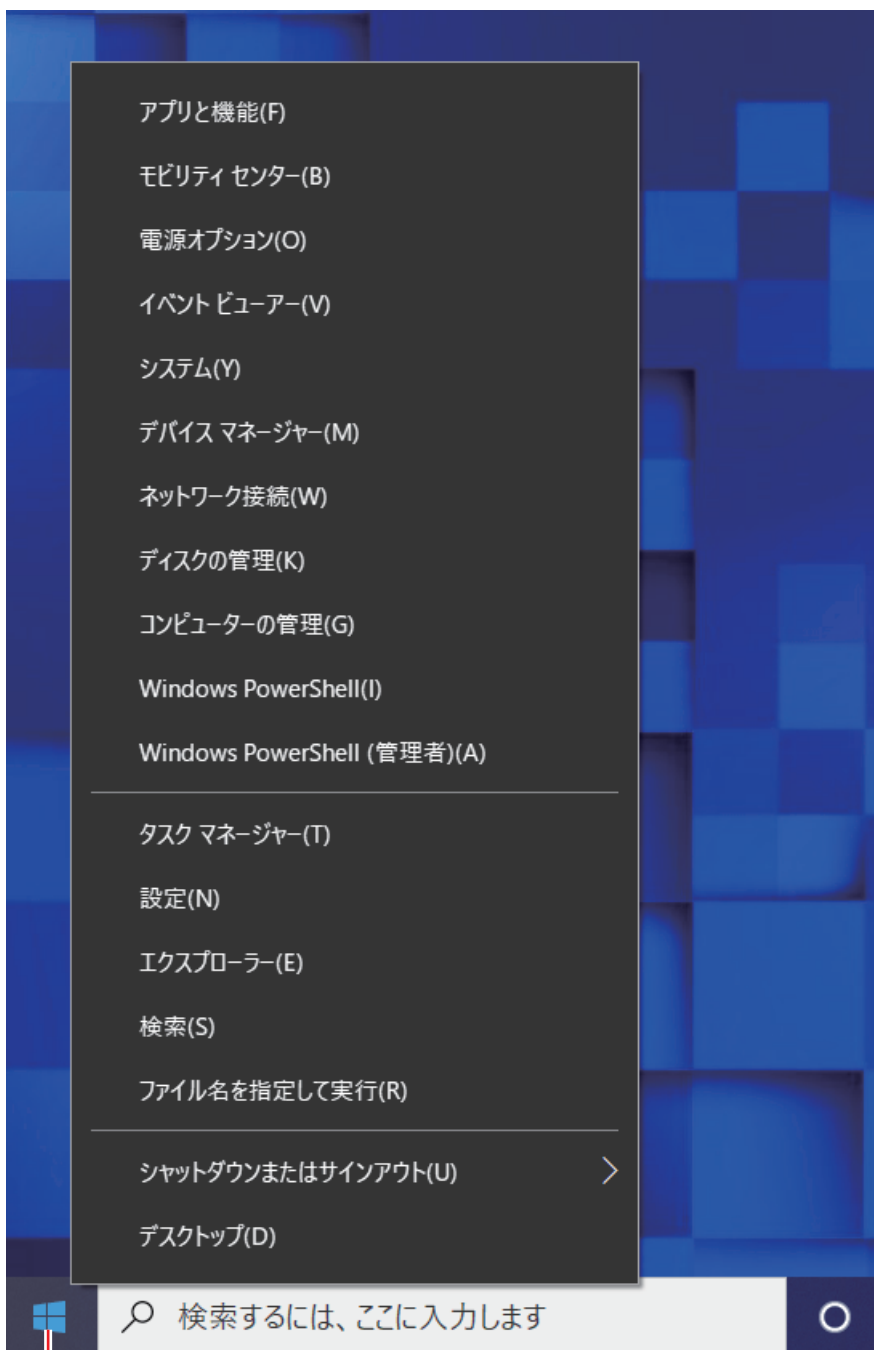 アプリと機能(F)
モビリティ センター(B)
電源オプション(O)
イベント ビューアー(V)
システム(Y)
デバイス マネージャー(M)
ネットワーク接続(W)
ディスクの管理(K)
コンピューターの管理(G)
Windows PowerShell(I)
Windows PowerShell (管理者)(A)
タスク マネージャー(T)
設定(N)
エクスプローラー(E)
検索(S)
ファイル名を指定して実行(R)
シャットダウンまたはサインアウト(U)
デスクトップ(D)
検索するには、ここに入力します